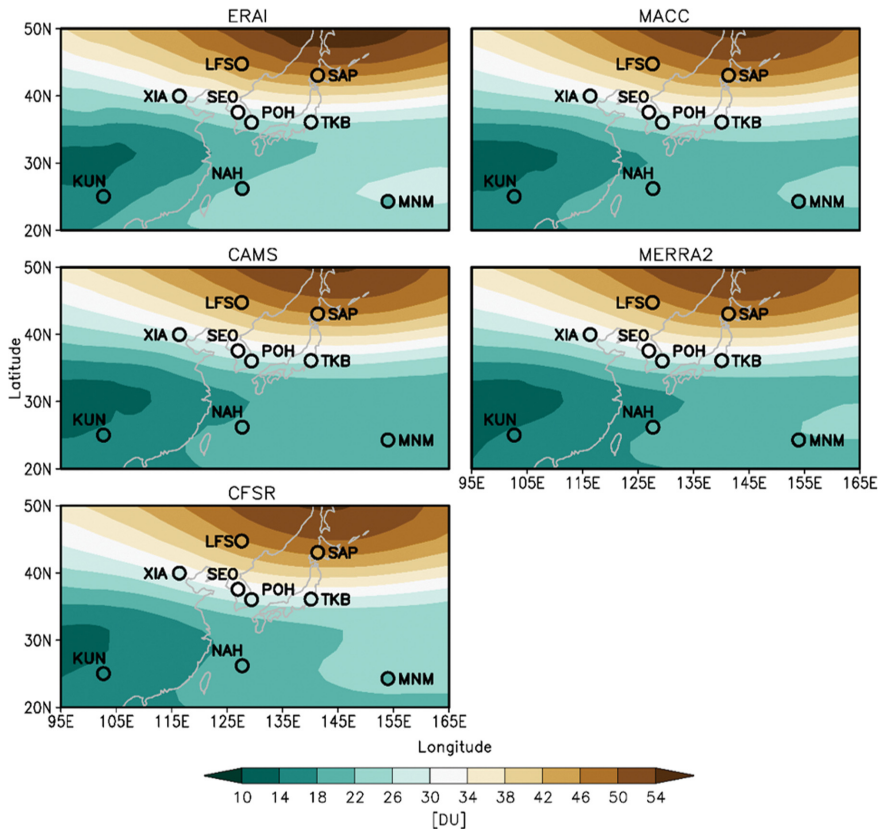 ERAI
MACC
50N
40N
30N
20N
LFS
SAP
XIA
SEO
POH
TKB
KUN
NAH
MNM
LFS
SAP
XIA
SEO
POH
TKB
KUN
NAH
MNM
CAMS
MERRA2
Latitude
50N
40N
30N
20N
LFS
SAP
XIA
SEO
POH
TKB
KUN
NAH
MNM
LFS
SAP
XIA
SEO
POH
TKB
KUN
NAH
MNM
95E 105E 115E 125E 135E 145E 155E 165E
CFSR
50N
40N
30N
20N
LFS
SAP
XIA
SEO
POH
TKB
KUN
NAH
MNM
95E 105E 115E 125E 135E 145E 155E 165E
Longitude
10 14 18 22 26 30 34 38 42 46 50 54
[DU]